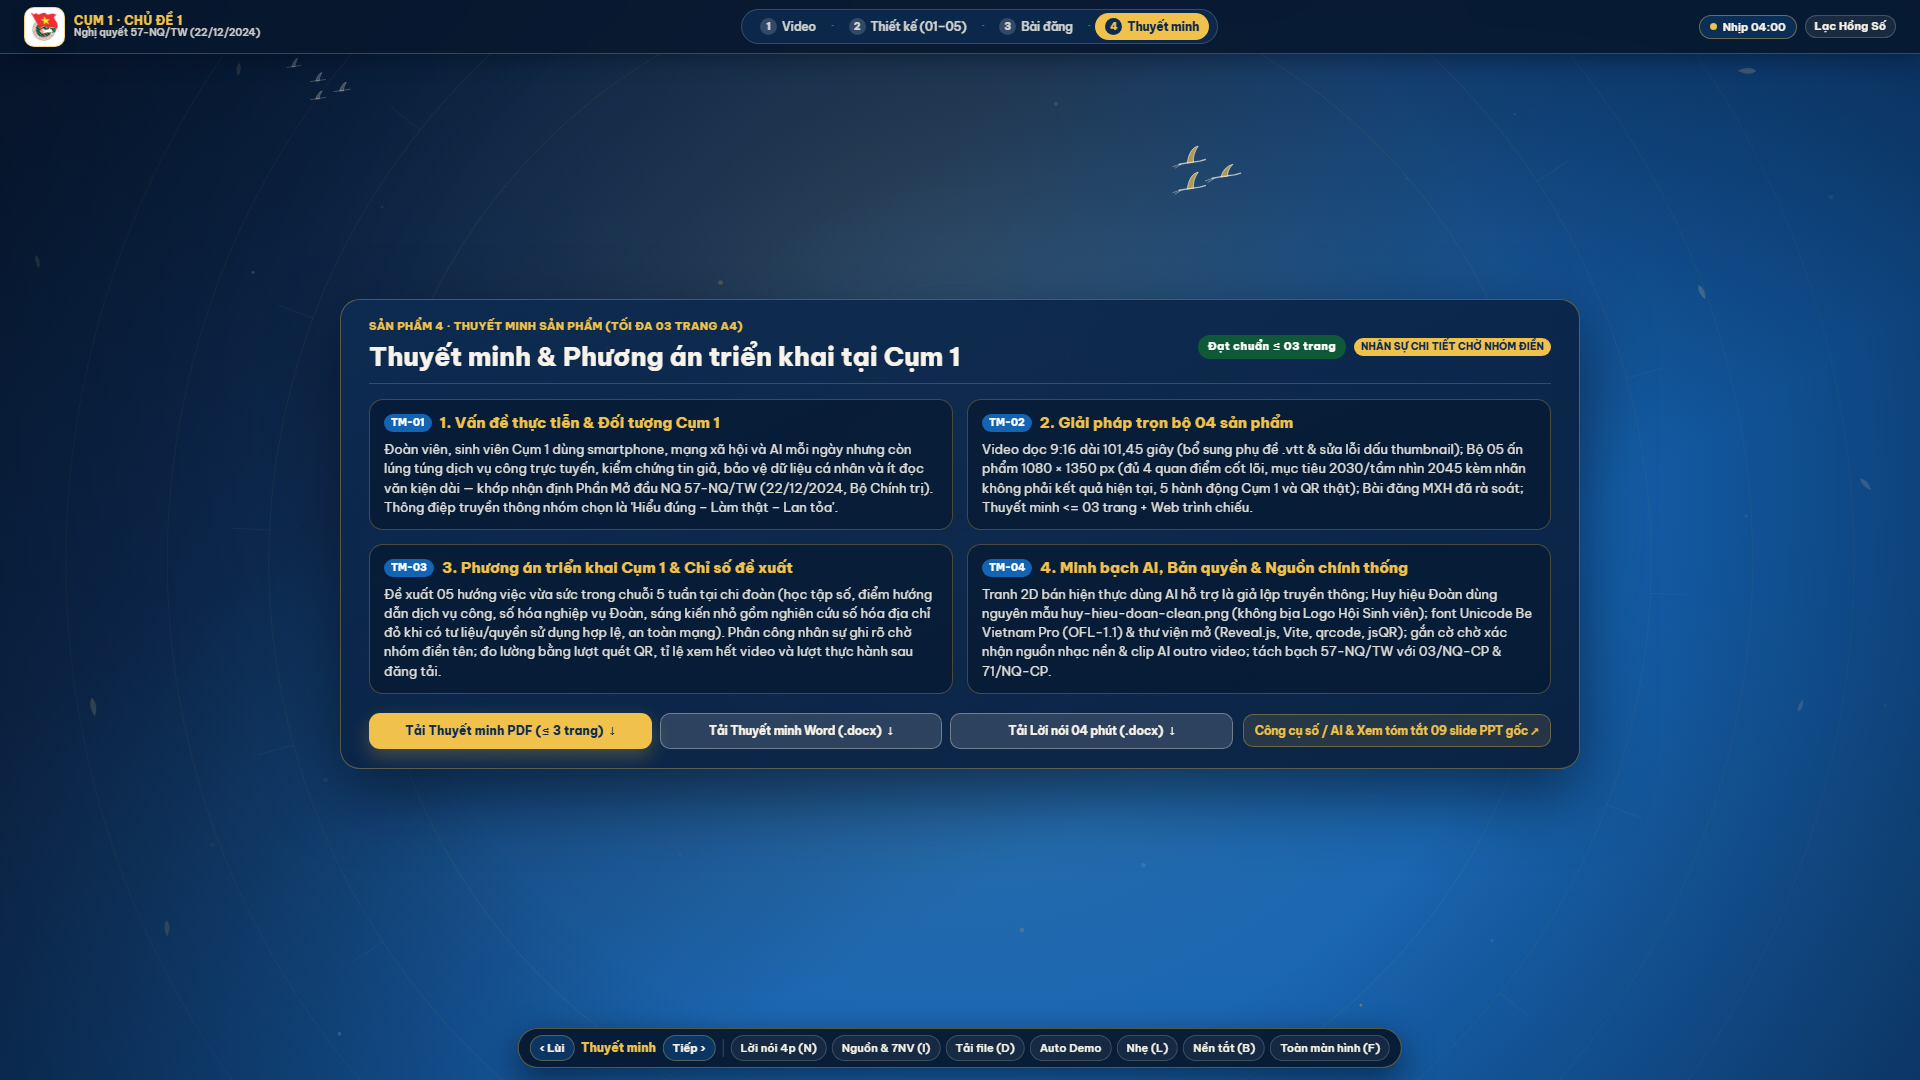 CỤM 1 · CHỦ ĐỀ 1
Nghị quyết 57-NQ/TW (22/12/2024)
1 Video · 2 Thiết kế (01–05) · 3 Bài đăng · 4 Thuyết minh
Nhịp 04:00
Lạc Hồng Số
SẢN PHẨM 4 · THUYẾT MINH SẢN PHẨM (TỐI ĐA 03 TRANG A4)
Thuyết minh & Phương án triển khai tại Cụm 1
Đạt chuẩn ≤ 03 trang
NHÂN SỰ CHI TIẾT CHỜ NHÓM ĐIỀN
TM-01 1. Vấn đề thực tiễn & Đối tượng Cụm 1
Đoàn viên, sinh viên Cụm 1 dùng smartphone, mạng xã hội và AI mỗi ngày nhưng còn
lúng túng dịch vụ công trực tuyến, kiểm chứng tin giả, bảo vệ dữ liệu cá nhân và ít đọc
văn kiện dài — khớp nhận định Phần Mở đầu NQ 57-NQ/TW (22/12/2024, Bộ Chính trị).
Thông điệp truyền thông nhóm chọn là 'Hiểu đúng – Làm thật – Lan tỏa'.
TM-02 2. Giải pháp trọn bộ 04 sản phẩm
Video dọc 9:16 dài 101,45 giây (bổ sung phụ đề .vtt & sửa lỗi dấu thumbnail); Bộ 05 ấn
phẩm 1080 × 1350 px (đủ 4 quan điểm cốt lõi, mục tiêu 2030/tầm nhìn 2045 kèm nhãn
không phải kết quả hiện tại, 5 hành động Cụm 1 và QR thật); Bài đăng MXH đã rà soát;
Thuyết minh <= 03 trang + Web trình chiếu.
TM-03 3. Phương án triển khai Cụm 1 & Chỉ số đề xuất
Đề xuất 05 hướng việc vừa sức trong chuỗi 5 tuần tại chi đoàn (học tập số, điểm hướng
dẫn dịch vụ công, số hóa nghiệp vụ Đoàn, sáng kiến nhỏ gồm nghiên cứu số hóa địa chỉ
đỏ khi có tư liệu/quyền sử dụng hợp lệ, an toàn mạng). Phân công nhân sự ghi rõ chờ
nhóm điền tên; đo lường bằng lượt quét QR, tỉ lệ xem hết video và lượt thực hành sau
đăng tải.
TM-04 4. Minh bạch AI, Bản quyền & Nguồn chính thống
Tranh 2D bán hiện thực dùng AI hỗ trợ là giả lập truyền thông; Huy hiệu Đoàn dùng
nguyên mẫu huy-hieu-doan-clean.png (không bịa Logo Hội Sinh viên); font Unicode Be
Vietnam Pro (OFL-1.1) & thư viện mở (Reveal.js, Vite, qrcode, jsQR); gắn cờ chờ xác
nhận nguồn nhạc nền & clip AI outro video; tách bạch 57-NQ/TW với 03/NQ-CP &
71/NQ-CP.
Tải Thuyết minh PDF (≤ 3 trang) ↓
Tải Thuyết minh Word (.docx) ↓
Tải Lời nói 04 phút (.docx) ↓
Công cụ số / AI & Xem tóm tắt 09 slide PPT gốc ↗
‹ Lùi Thuyết minh Tiếp › Lời nói 4p (N) Nguồn & 7NV (I) Tải file (D) Auto Demo Nhẹ (L) Nền tắt (B) Toàn màn hình (F)